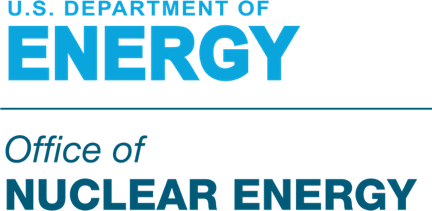 U.S. DEPARTMENT OF
ENERGY
Office of
NUCLEAR ENERGY